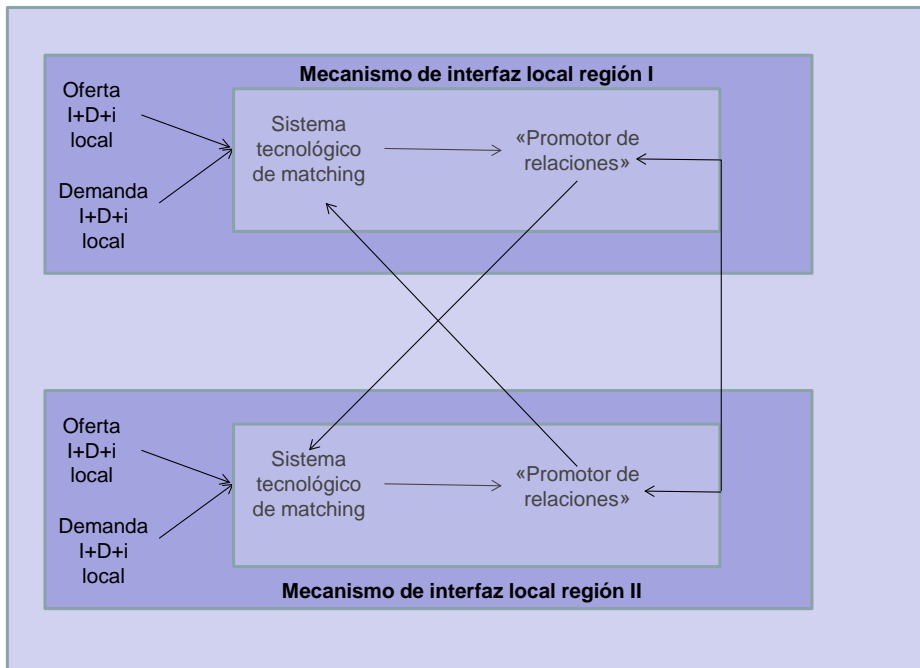 Mecanismo de interfaz local región I
Oferta
I+D+i
local
Demanda
I+D+i
local
Sistema
tecnológico
de matching
«Promotor de
relaciones»
Oferta
I+D+i
local
Demanda
I+D+i
local
Sistema
tecnológico
de matching
«Promotor de
relaciones»
Mecanismo de interfaz local región II